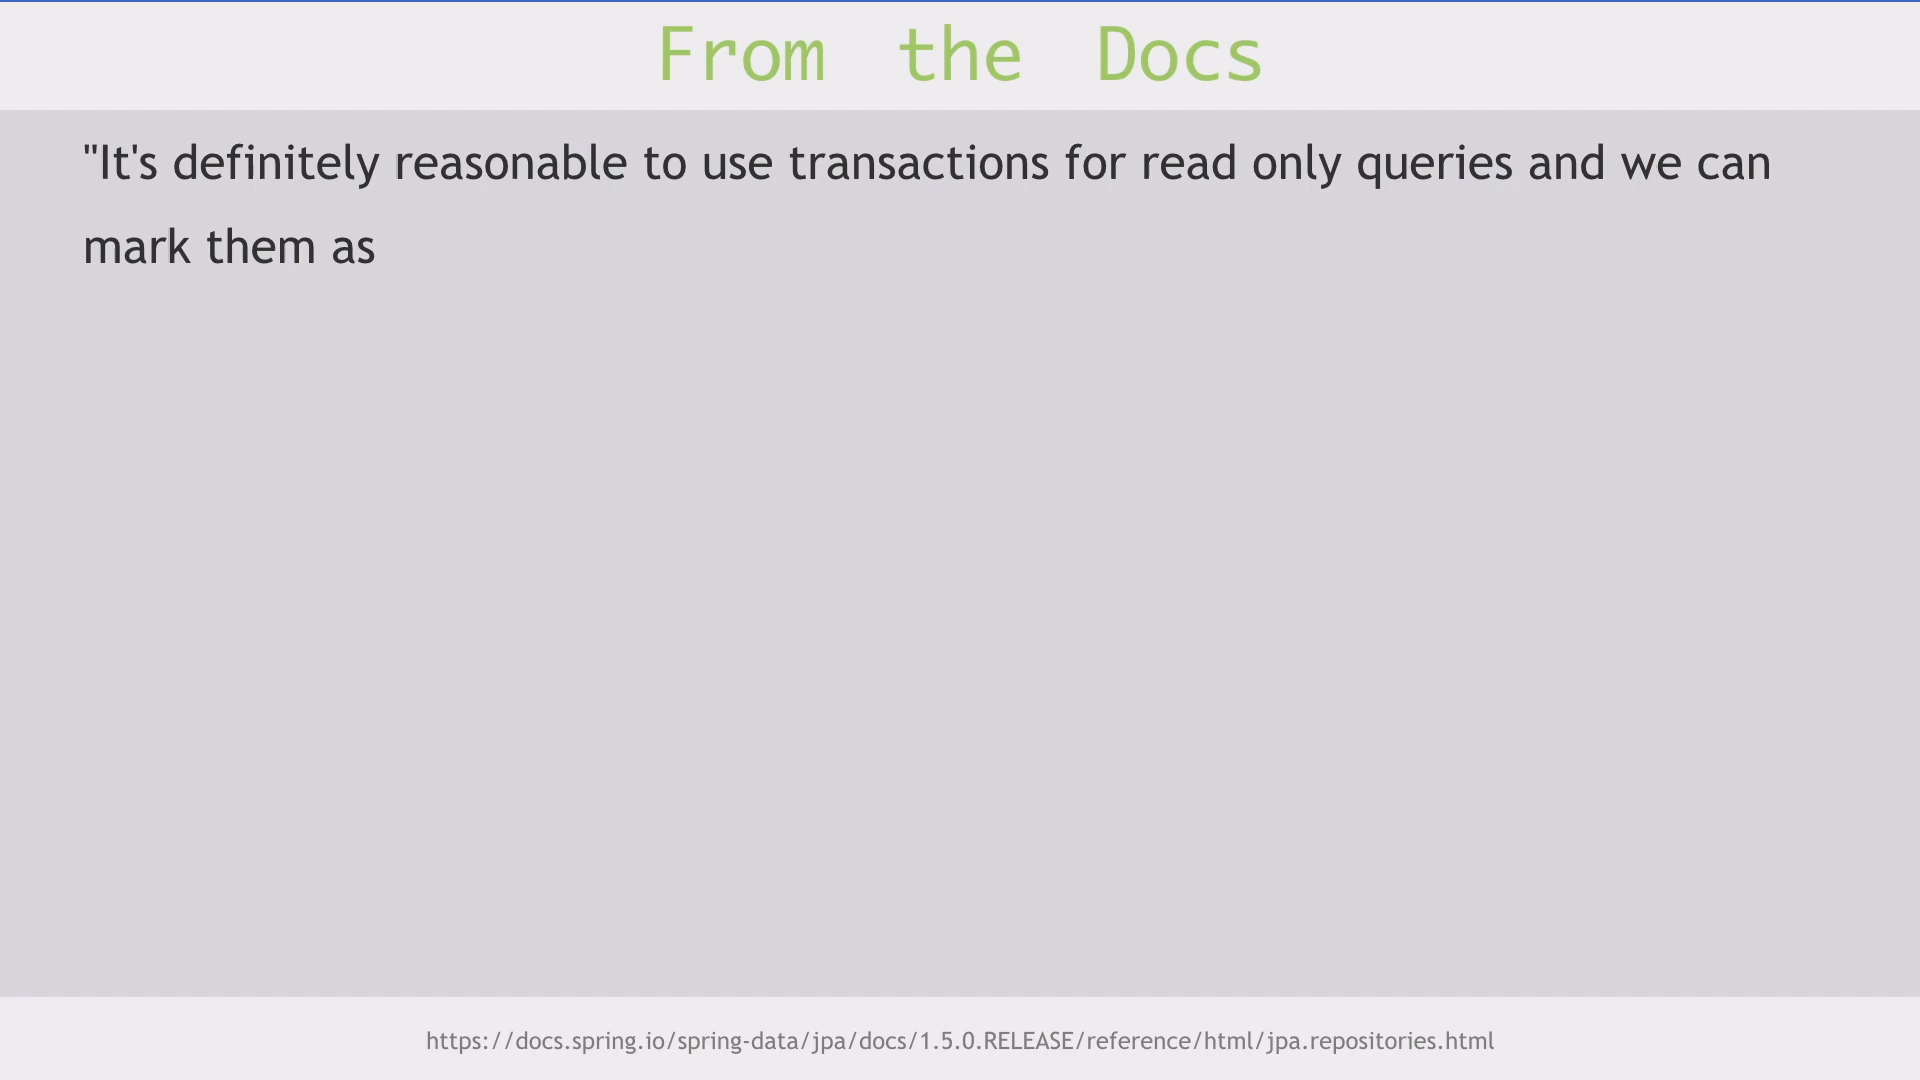 From the Docs
"It's definitely reasonable to use transactions for read only queries and we can
mark them as
https://docs.spring.io/spring-data/jpa/docs/1.5.0.RELEASE/reference/html/jpa.repositories.html